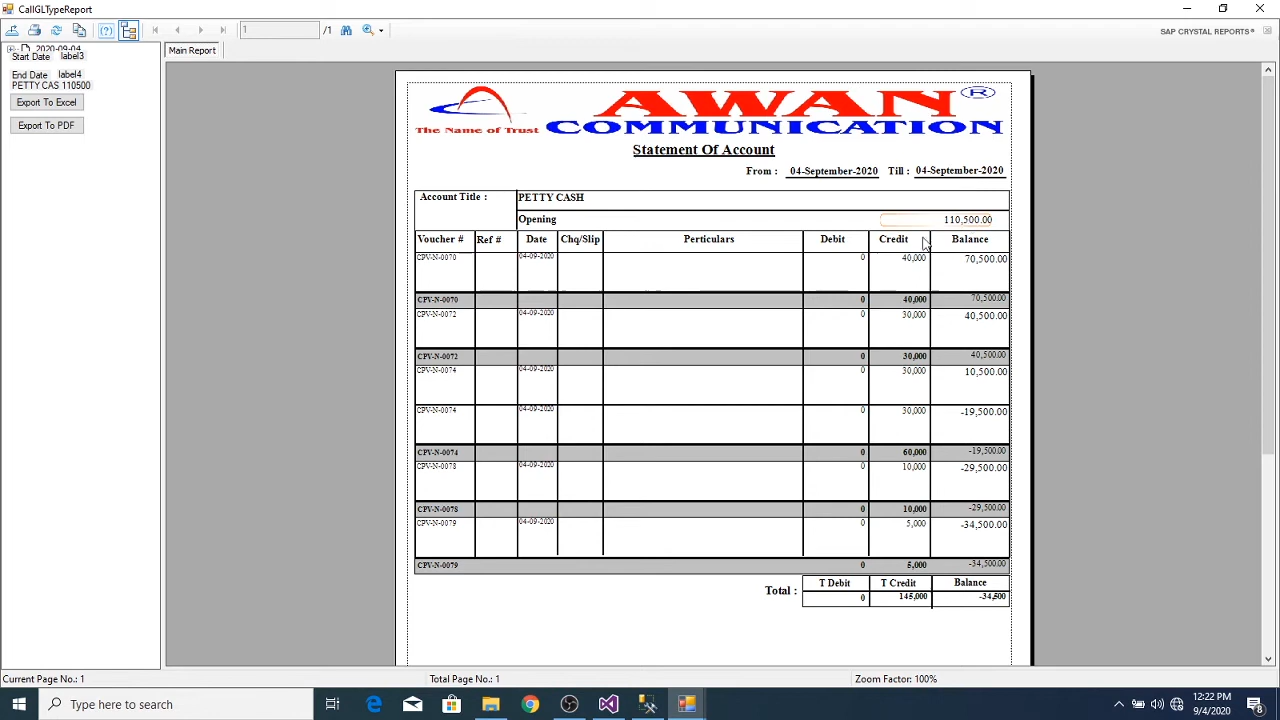 CallGLTypeReport
1 /1 SAP CRYSTAL REPORTS®
Main Report
2020-09-04
Start Date label3
End Date label4
PETTY CAS 110500
Export To Excel
Export To PDF
AWAN ®
The Name of Trust COMMUNICATION
Statement Of Account
From : 04-September-2020 Till : 04-September-2020
Account Title : PETTY CASH
Opening 110,500.00
Voucher # Ref # Date Chq/Slip Perticulars Debit Credit Balance
CPV-N-0070 04-09-2020 0 40,000 70,500.00
CPV-N-0070 0 40,000 70,500.00
CPV-N-0072 04-09-2020 0 30,000 40,500.00
CPV-N-0072 0 30,000 40,500.00
CPV-N-0074 04-09-2020 0 30,000 10,500.00
CPV-N-0074 04-09-2020 0 30,000 -19,500.00
CPV-N-0074 0 60,000 -19,500.00
CPV-N-0078 04-09-2020 0 10,000 -29,500.00
CPV-N-0078 0 10,000 -29,500.00
CPV-N-0079 04-09-2020 0 5,000 -34,500.00
CPV-N-0079 0 5,000 -34,500.00
T Debit T Credit Balance
Total : 0 145,000 -34,500
Current Page No.: 1 Total Page No.: 1 Zoom Factor: 100%
Type here to search
12:22 PM
9/4/2020
8